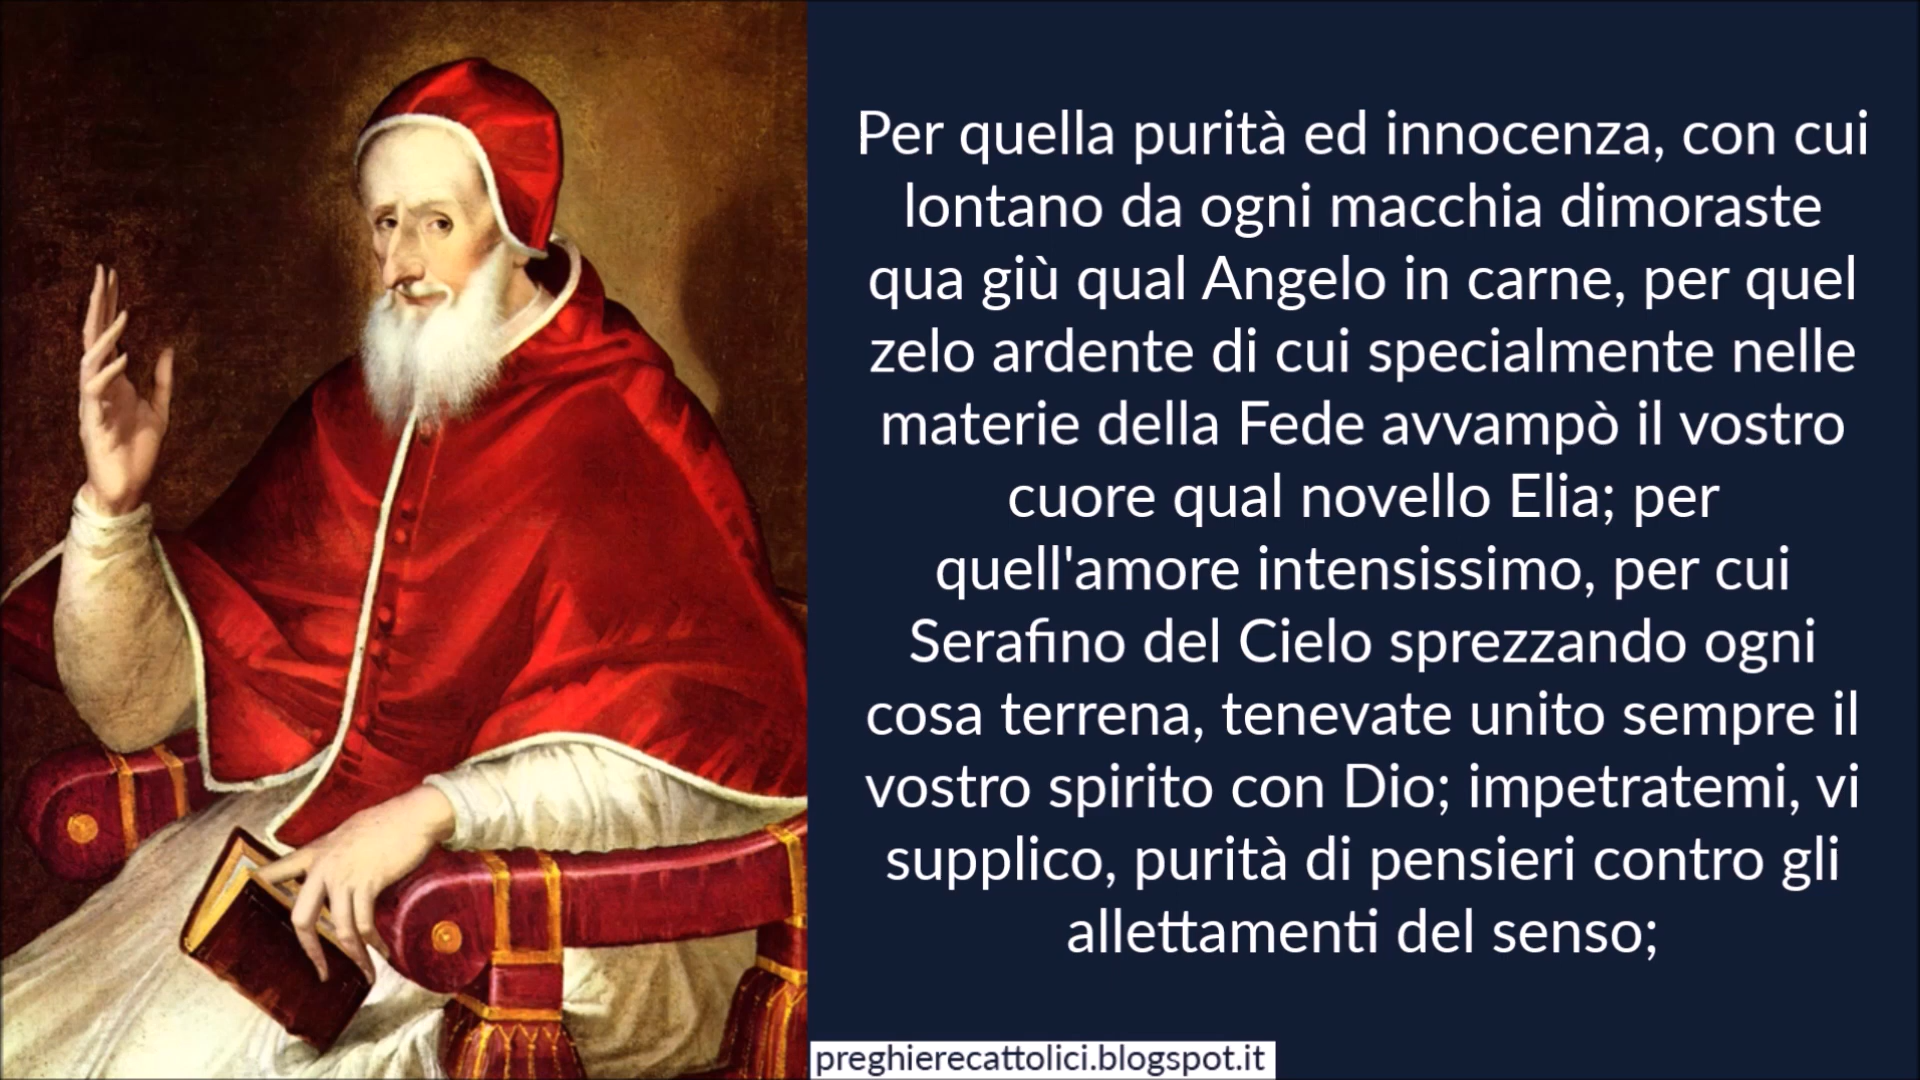 Per quella purità ed innocenza, con cui
lontano da ogni macchia dimoraste
qua giù qual Angelo in carne, per quel
zelo ardente di cui specialmente nelle
materie della Fede avvampò il vostro
cuore qual novello Elia; per
quell'amore intensissimo, per cui
Serafino del Cielo sprezzando ogni
cosa terrena, tenevate unito sempre il
vostro spirito con Dio; impetratemi, vi
supplico, purità di pensieri contro gli
allettamenti del senso;
preghierecattolici.blogspot.it